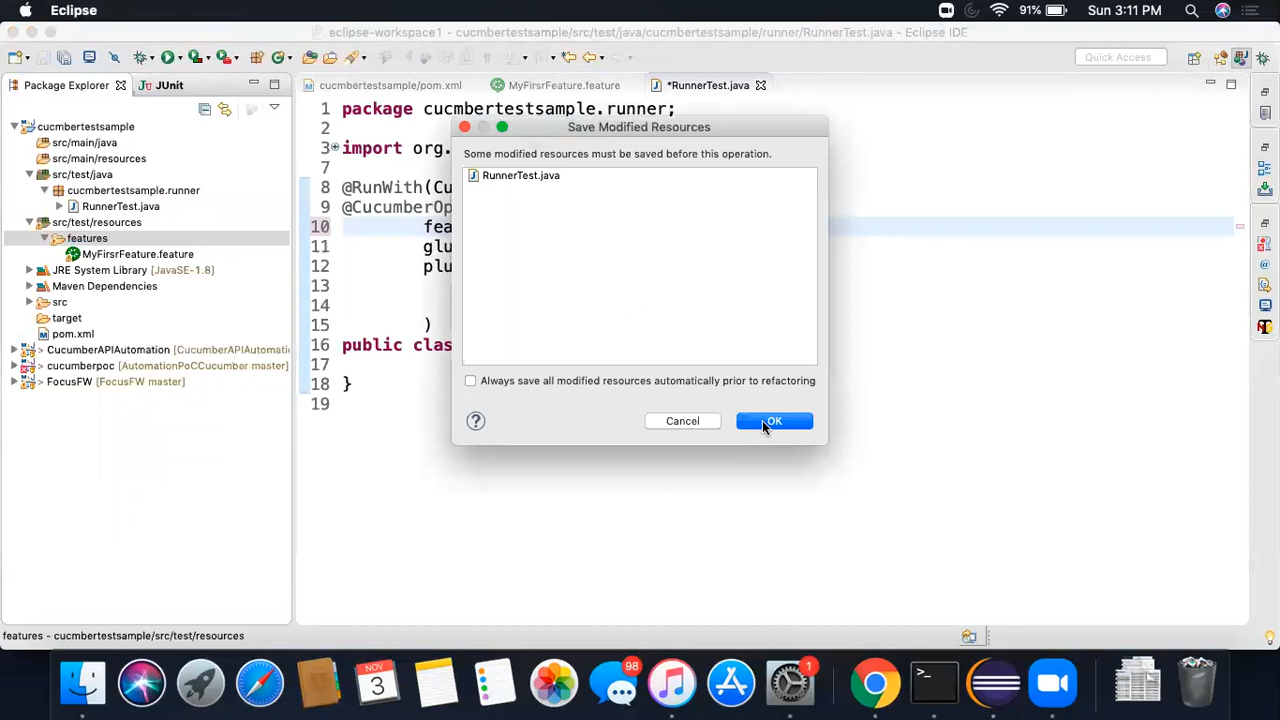 Eclipse
91%
Sun 3:11 PM
eclipse-workspace1 - cucmbertestsample/src/test/java/cucmbertestsample/runner/RunnerTest.java - Eclipse IDE
Quick Access
Package Explorer
JUnit
cucmbertestsample/pom.xml
MyFirsrFeature.feature
*RunnerTest.java
cucmbertestsample
src/main/java
src/main/resources
src/test/java
cucmbertestsample.runner
RunnerTest.java
src/test/resources
features
MyFirsrFeature.feature
JRE System Library [JavaSE-1.8]
Maven Dependencies
src
target
pom.xml
> CucumberAPIAutomation [CucumberAPIAutomati
> cucumberpoc [AutomationPoCCucumber master]
> FocusFW [FocusFW master]
1 package cucmbertestsample.runner;
2
3 import org.
7
8 @RunWith(Cu
9 @CucumberOp
10 fea
11 glu
12 plu
13
14
15 )
16 public clas
17
18 }
19
Save Modified Resources
Some modified resources must be saved before this operation.
RunnerTest.java
Always save all modified resources automatically prior to refactoring
?
Cancel
OK
features - cucmbertestsample/src/test/resources
NOV
3
98
1